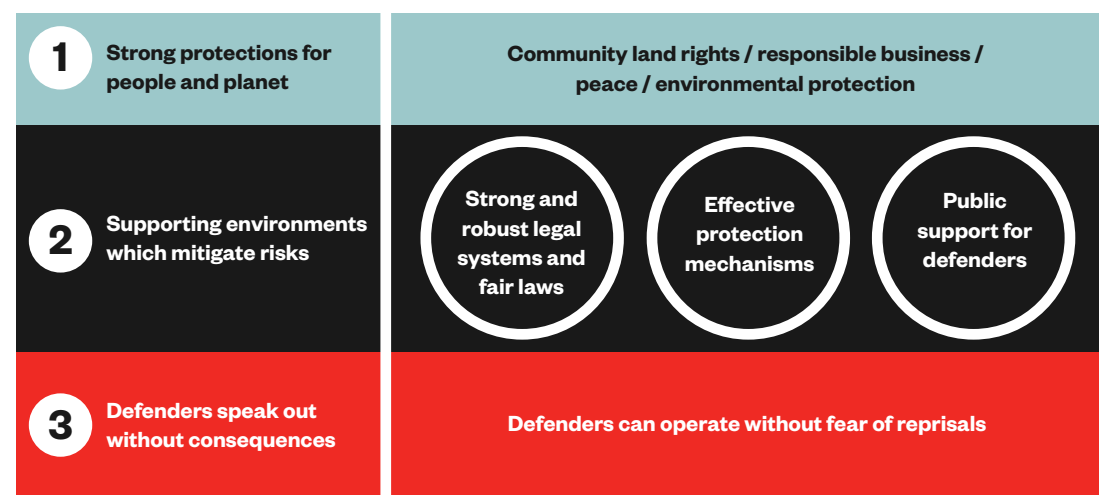 1
Strong protections for
people and planet
Community land rights / responsible business /
peace / environmental protection
2
Supporting environments
which mitigate risks
Strong and
robust legal
systems and
fair laws
Effective
protection
mechanisms
Public
support for
defenders
3
Defenders speak out
without consequences
Defenders can operate without fear of reprisals